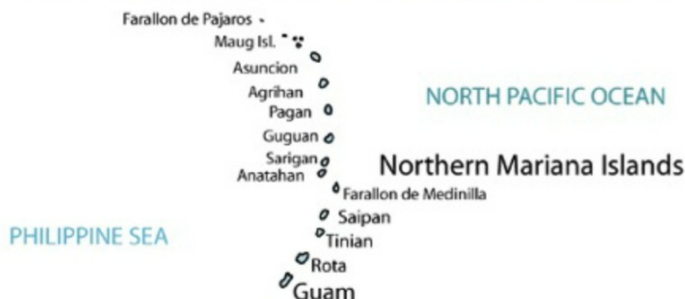 Farallon de Pajaros
Maug Isl.
Asuncion
Agrihan
NORTH PACIFIC OCEAN
Pagan
Guguan
Sarigan
Northern Mariana Islands
Anatahan
Farallon de Medinilla
Saipan
PHILIPPINE SEA
Tinian
Rota
Guam